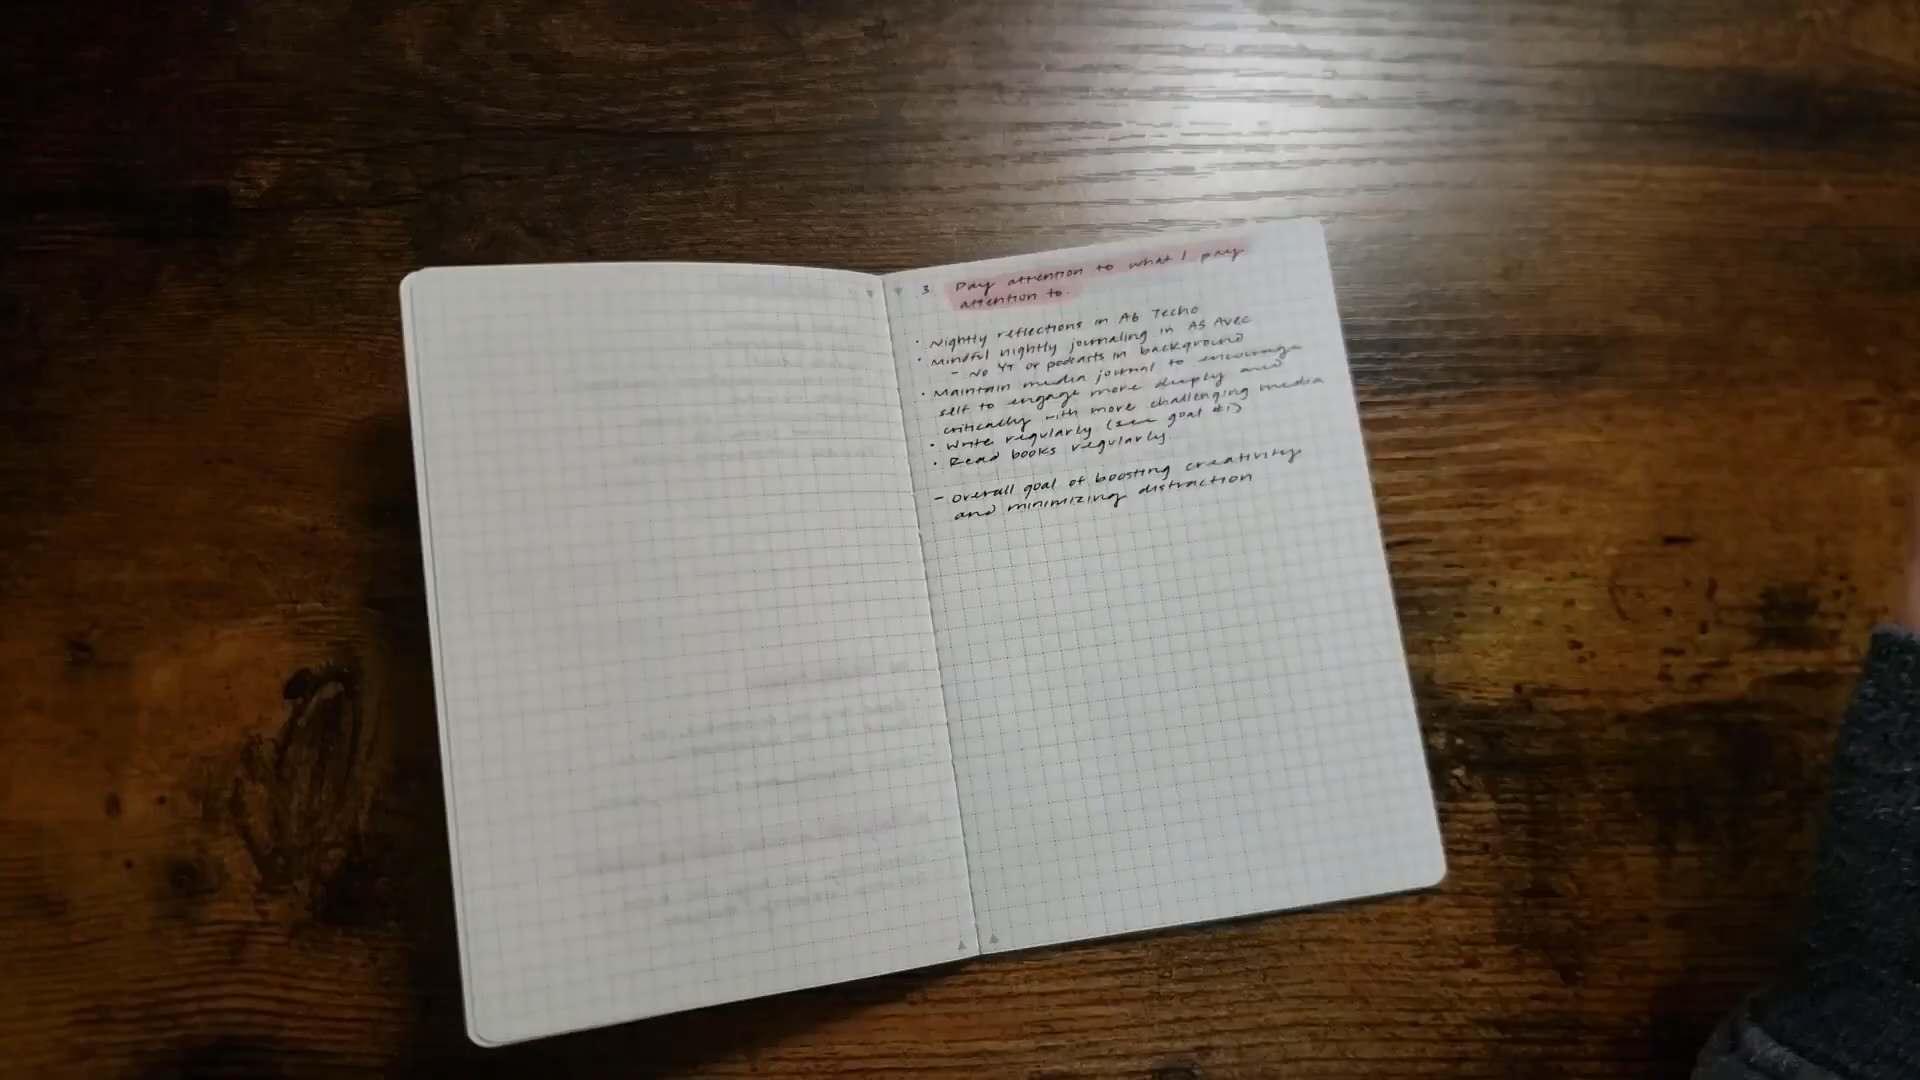 3. Pay attention to what I pay
attention to.
• Nightly reflections in A6 Techo
• Mindful nightly journaling in A5 Avec
- No YT or podcasts in background
• Maintain media journal to encourage
self to engage more deeply and
critically with more challenging media
• Write regularly (see goal #1)
• Read books regularly
- Overall goal of boosting creativity
and minimizing distraction